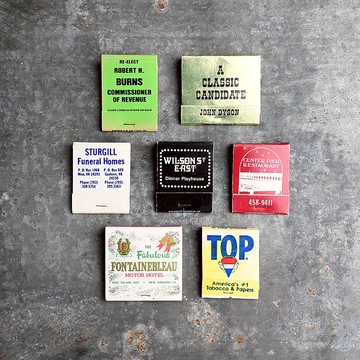 RE-ELECT
ROBERT H.
BURNS
COMMISSIONER
OF REVENUE
A
CLASSIC
CANDIDATE
JOHN DYSON
STURGILL
Funeral Homes
WILSON'S
EAST
Dinner Playhouse
CENTER PIER
RESTAURANT
458-9411
THE
Fabulous
FONTAINEBLEAU
MOTOR HOTEL
TOP
America's #1
Tobacco & Papers